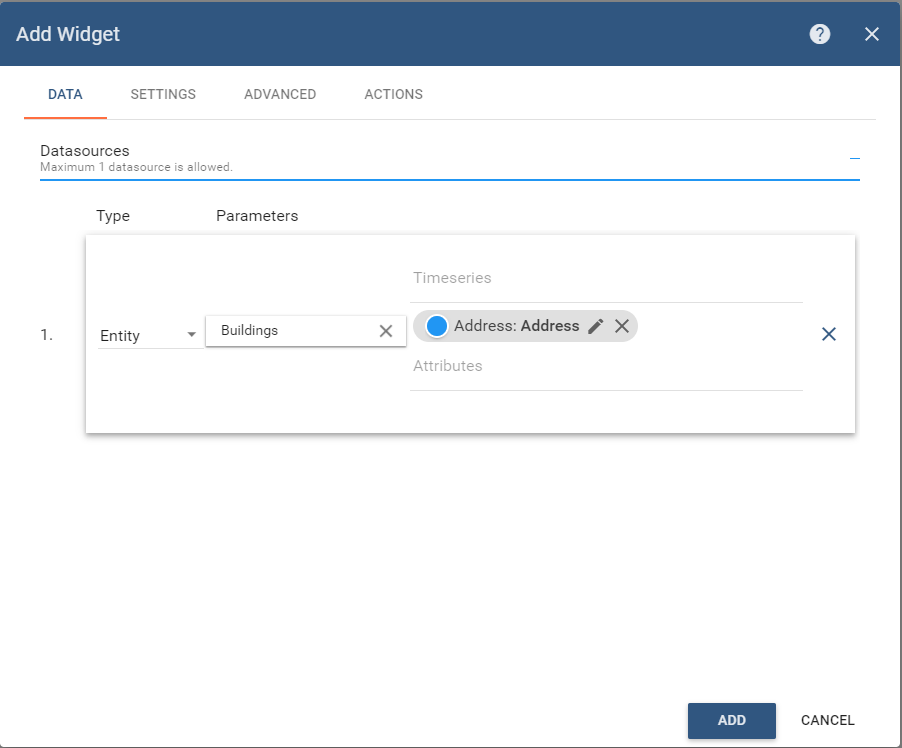 Add Widget
?
DATA SETTINGS ADVANCED ACTIONS
Datasources
Maximum 1 datasource is allowed.
Type Parameters
Timeseries
1. Entity Buildings Address: Address
Attributes
ADD CANCEL